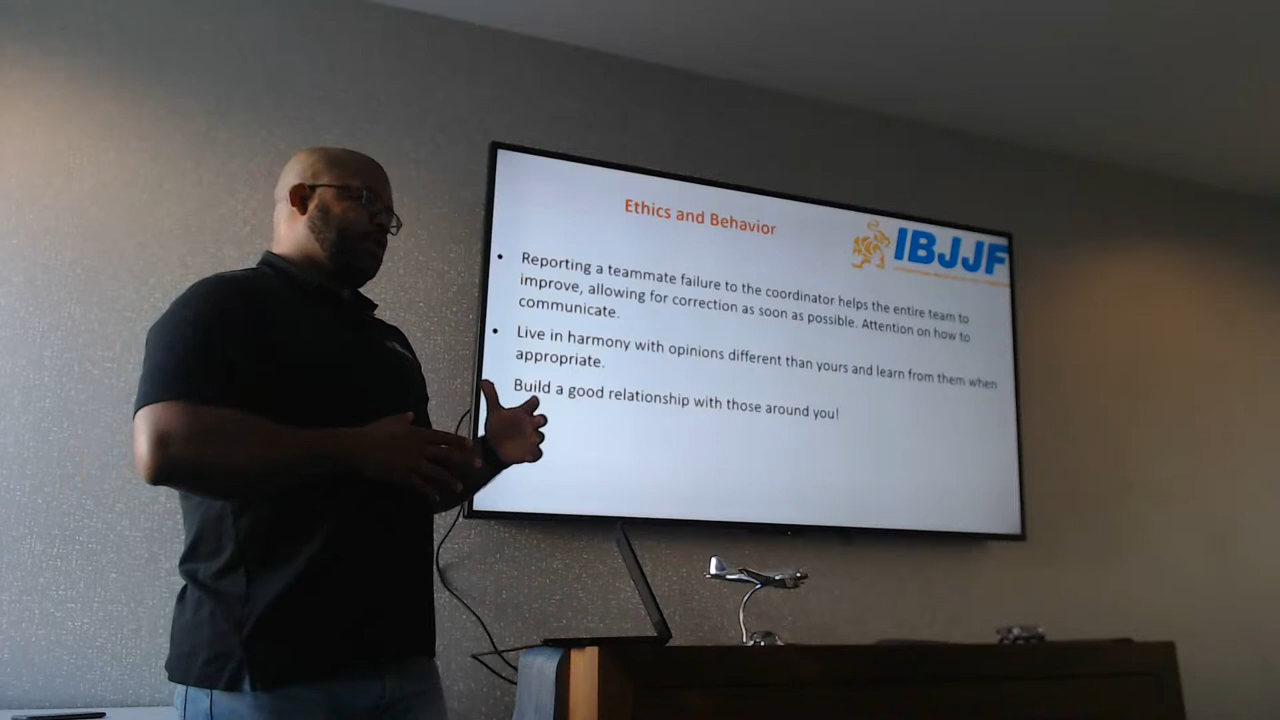 Ethics and Behavior
IBJJF
Reporting a teammate failure to the coordinator helps the entire team to
improve, allowing for correction as soon as possible. Attention on how to
communicate.
Live in harmony with opinions different than yours and learn from them when
appropriate.
Build a good relationship with those around you!